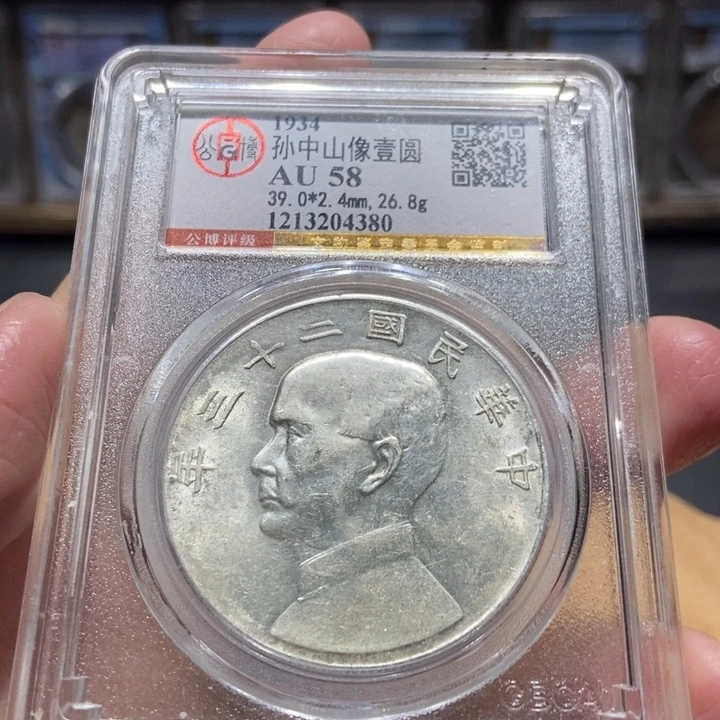 1934
孙中山像壹圆
AU 58
39.0*2.4mm,26.8g
1213204380
公博评级
中華民國二十三年
GBCA